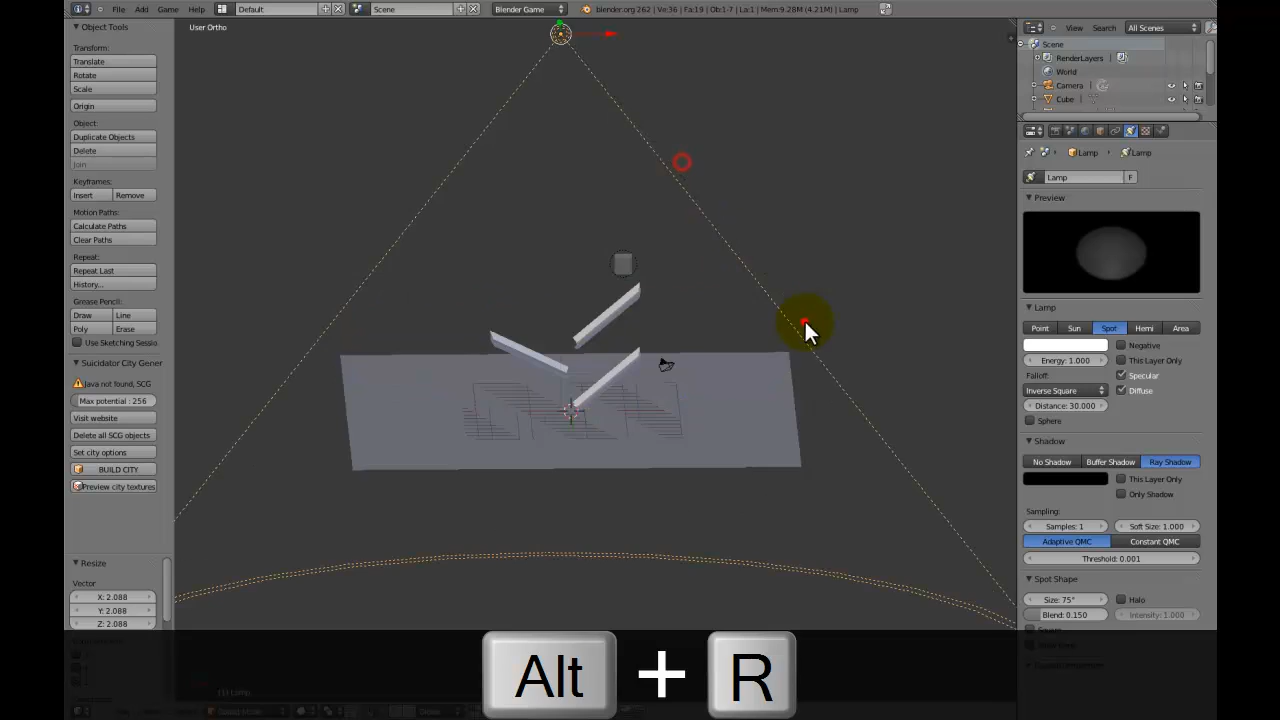 File Add Game Help Default Scene Blender Game blender.org 262 | Ve:36 | Fa:19 | Ob:1-7 | La:1 | Mem:9.28M (4.21M) | Lamp
Object Tools
Transform:
Translate
Rotate
Scale
Origin
Object:
Duplicate Objects
Delete
Join
Keyframes:
Insert Remove
Motion Paths:
Calculate Paths
Clear Paths
Repeat:
Repeat Last
History...
Grease Pencil:
Draw Line
Poly Erase
Use Sketching Sessio
Suicidator City Gener
Java not found, SCG
Max potential : 256
Visit website
Delete all SCG objects
Set city options
BUILD CITY
Preview city textures
Resize
Vector
X: 2.088
Y: 2.088
Z: 2.088
User Ortho
(1) Lamp
View Search All Scenes
Scene
RenderLayers
World
Camera
Cube
Lamp Lamp
Lamp F
Preview
Lamp
Point Sun Spot Hemi Area
Negative
Energy: 1.000 This Layer Only
Falloff: Specular
Inverse Square Diffuse
Distance: 30.000
Sphere
Shadow
No Shadow Buffer Shadow Ray Shadow
This Layer Only
Only Shadow
Sampling:
Samples: 1 Soft Size: 1.000
Adaptive QMC Constant QMC
Threshold: 0.001
Spot Shape
Size: 75° Halo
Blend: 0.150 Intensity: 1.000
Alt + R